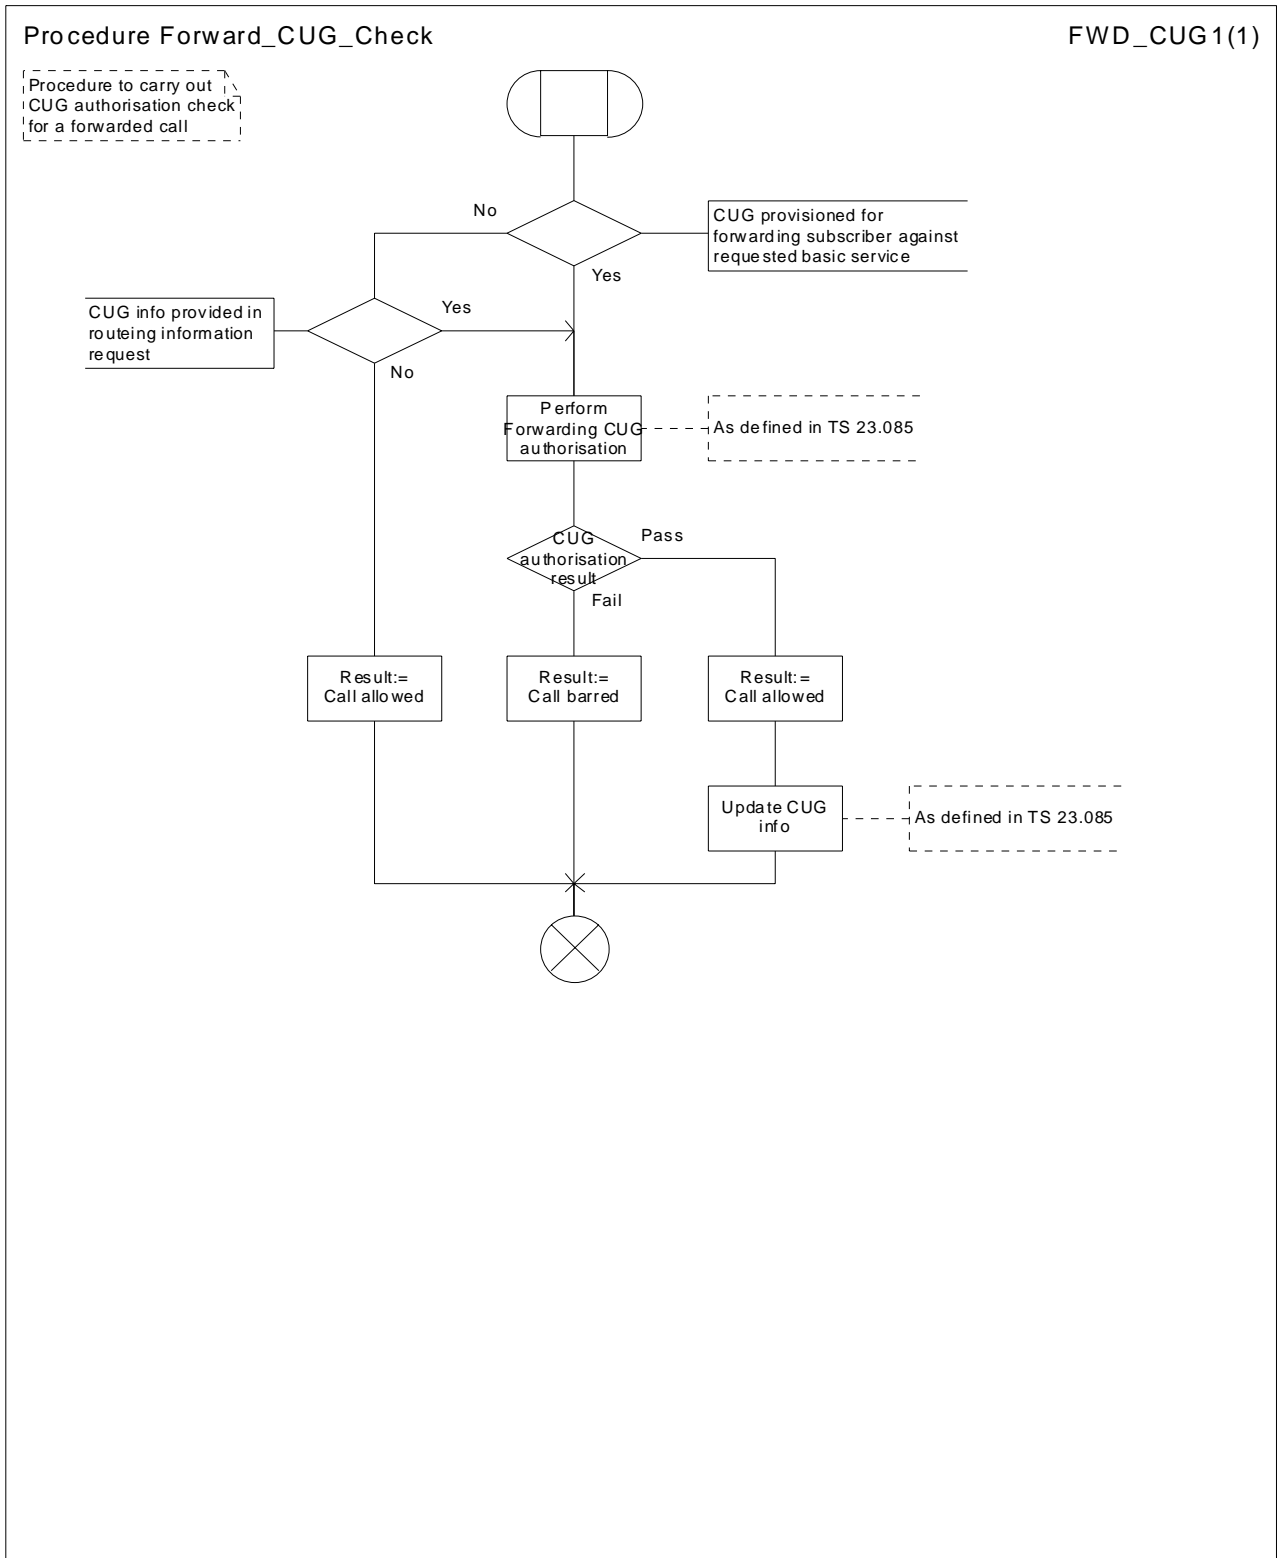 Procedure Forward_CUG_Check
FWD_CUG1(1)
Procedure to carry out
CUG authorisation check
for a forwarded call
No
CUG provisioned for
forwarding subscriber against
requested basic service
Yes
CUG info provided in
routeing information
request
Yes
No
Perform
Forwarding CUG
authorisation
As defined in TS 23.085
CUG
authorisation
result
Pass
Fail
Result:=
Call allowed
Result:=
Call barred
Result:=
Call allowed
Update CUG
info
As defined in TS 23.085